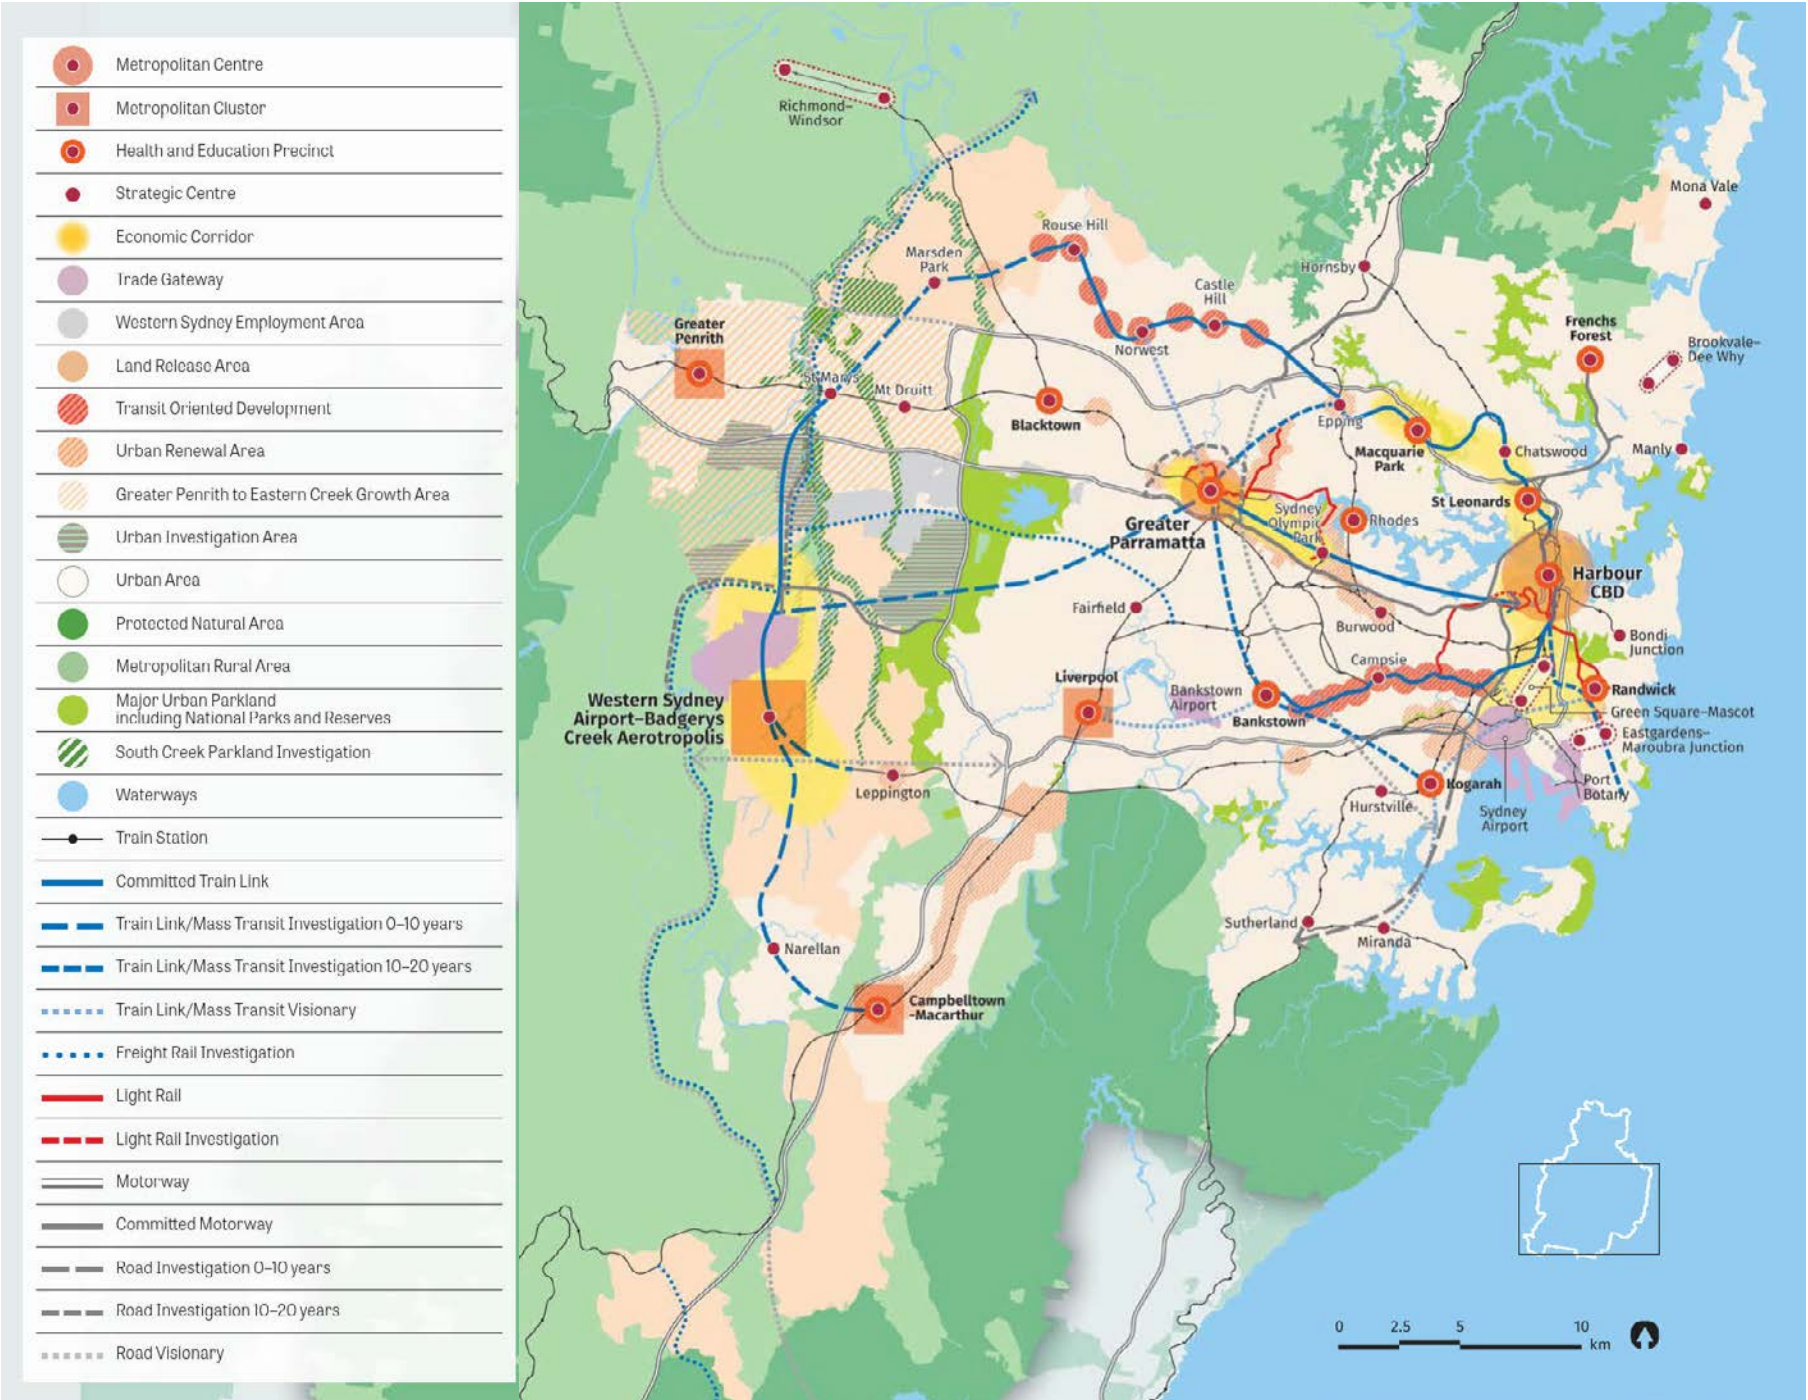 Metropolitan Centre
Metropolitan Cluster
Health and Education Precinct
Strategic Centre
Economic Corridor
Trade Gateway
Western Sydney Employment Area
Land Release Area
Transit Oriented Development
Urban Renewal Area
Greater Penrith to Eastern Creek Growth Area
Urban Investigation Area
Urban Area
Protected Natural Area
Metropolitan Rural Area
Major Urban Parkland
including National Parks and Reserves
South Creek Parkland Investigation
Waterways
Train Station
Committed Train Link
Train Link/Mass Transit Investigation 0–10 years
Train Link/Mass Transit Investigation 10–20 years
Train Link/Mass Transit Visionary
Freight Rail Investigation
Light Rail
Light Rail Investigation
Motorway
Committed Motorway
Road Investigation 0–10 years
Road Investigation 10–20 years
Road Visionary
Richmond–
Windsor
Mona Vale
Rouse Hill
Marsden
Park
Hornsby
Castle
Hill
Greater
Penrith
Frenchs
Forest
Norwest
Brookvale–
Dee Why
St Marys
Mt Druitt
Blacktown
Epping
Macquarie
Park
Chatswood
Manly
St Leonards
Greater
Parramatta
Sydney
Olympic
Park
Rhodes
Harbour
CBD
Fairfield
Burwood
Bondi
Junction
Campsie
Liverpool
Bankstown
Airport
Bankstown
Randwick
Green Square–Mascot
Eastgardens–
Maroubra Junction
Western Sydney
Airport–Badgerys
Creek Aerotropolis
Leppington
Kogarah
Hurstville
Port
Botany
Sydney
Airport
Sutherland
Miranda
Narellan
Campbelltown
-Macarthur
0 2.5 5 10
km